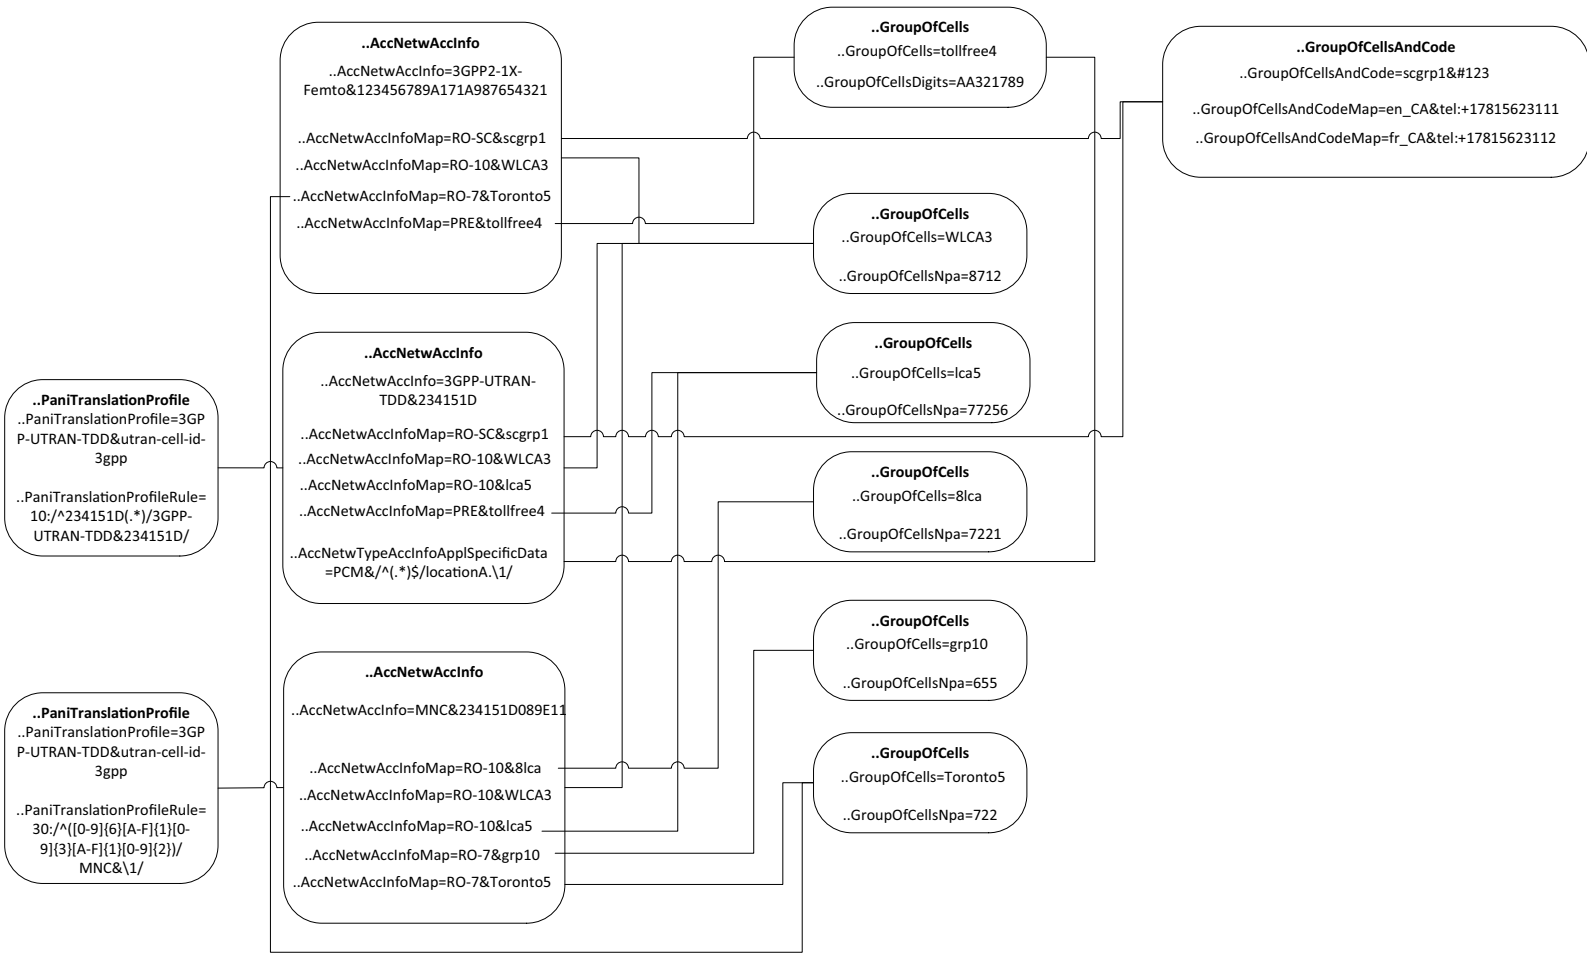 ..AccNetwAccInfo
..AccNetwAccInfo=3GPP2-1X-
Femto&123456789A171A987654321
..AccNetwAccInfoMap=RO-SC&scgrp1
..AccNetwAccInfoMap=RO-10&WLCA3
..AccNetwAccInfoMap=RO-7&Toronto5
..AccNetwAccInfoMap=PRE&tollfree4
..GroupOfCells
..GroupOfCells=tollfree4
..GroupOfCellsDigits=AA321789
..GroupOfCellsAndCode
..GroupOfCellsAndCode=scgrp1&#123
..GroupOfCellsAndCodeMap=en_CA&tel:+17815623111
..GroupOfCellsAndCodeMap=fr_CA&tel:+17815623112
..GroupOfCells
..GroupOfCells=WLCA3
..GroupOfCellsNpa=8712
..PaniTranslationProfile
..PaniTranslationProfile=3GP
P-UTRAN-TDD&utran-cell-id-
3gpp
..PaniTranslationProfileRule=
10:/^234151D(.*)/3GPP-
UTRAN-TDD&234151D/
..AccNetwAccInfo
..AccNetwAccInfo=3GPP-UTRAN-
TDD&234151D
..AccNetwAccInfoMap=RO-SC&scgrp1
..AccNetwAccInfoMap=RO-10&WLCA3
..AccNetwAccInfoMap=RO-10&lca5
..AccNetwAccInfoMap=PRE&tollfree4
..AccNetwTypeAccInfoApplSpecificData
=PCM&/^(.*)$/locationA.\1/
..GroupOfCells
..GroupOfCells=lca5
..GroupOfCellsNpa=77256
..GroupOfCells
..GroupOfCells=8lca
..GroupOfCellsNpa=7221
..PaniTranslationProfile
..PaniTranslationProfile=3GP
P-UTRAN-TDD&utran-cell-id-
3gpp
..PaniTranslationProfileRule=
30:/^([0-9]{6}[A-F]{1}[0-
9]{3}[A-F]{1}[0-9]{2})/
MNC&\1/
..AccNetwAccInfo
..AccNetwAccInfo=MNC&234151D089E11
..AccNetwAccInfoMap=RO-10&8lca
..AccNetwAccInfoMap=RO-10&WLCA3
..AccNetwAccInfoMap=RO-10&lca5
..AccNetwAccInfoMap=RO-7&grp10
..AccNetwAccInfoMap=RO-7&Toronto5
..GroupOfCells
..GroupOfCells=grp10
..GroupOfCellsNpa=655
..GroupOfCells
..GroupOfCells=Toronto5
..GroupOfCellsNpa=722